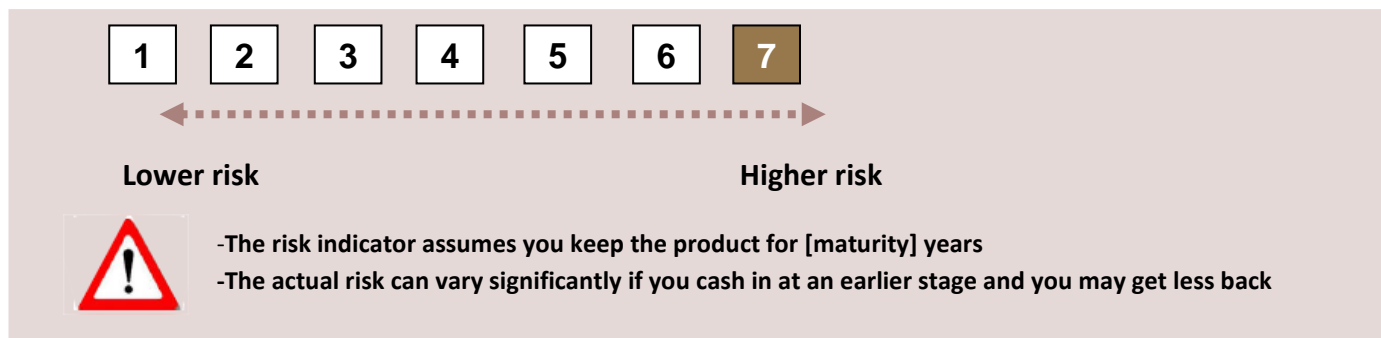 1 2 3 4 5 6 7
Lower risk Higher risk
-The risk indicator assumes you keep the product for [maturity] years
-The actual risk can vary significantly if you cash in at an earlier stage and you may get less back